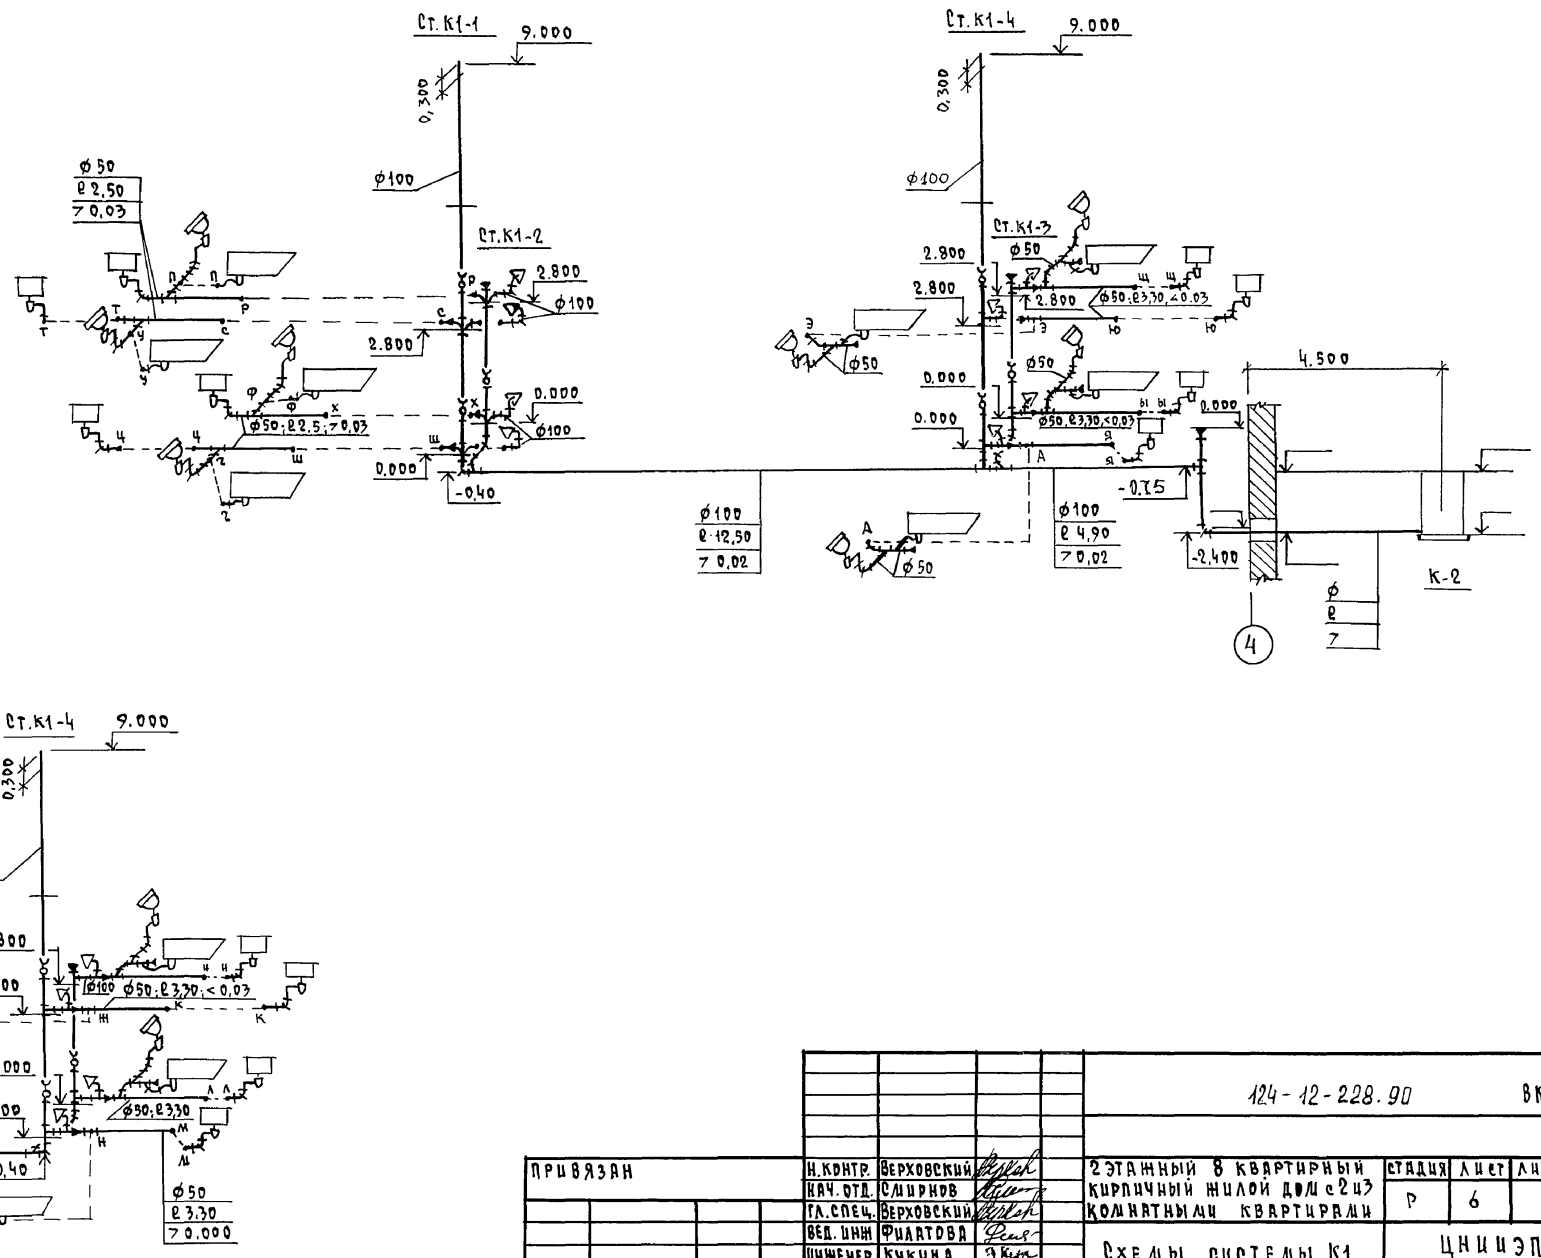 Ст. К1-1
9.000
0,300
ф100
Ст. К1-4
9.000
0,300
ф100
ф50
ℓ 2,50
7 0,03
Ст. К1-2
Ст. К1-3
ф50
П
П
Р
Т
Т
У
С
У
Р
С
2.800
ф100
2.800
2.800
2.800
2.800
Щ
Щ
ф50; ℓ3,30, <0,03
Э
Э
Ю
Ю
ф50
ф50
Ф
Ф
Х
ф50; ℓ2,5; 70,03
Ц
Ц
Ш
Х
Ш
0.000
ф100
0.000
-0,40
0.000
0.000
Ы
Ы
ф50, ℓ3,30, <0,03
А
Я
Я
0.000
4.500
-0.75
-2,400
ф100
ℓ 12,50
7 0,02
А
ф50
ф100
ℓ 4,90
7 0,02
К-2
ф
ℓ
7
4
Ст. К1-4
9.000
0,300
И
И
ф100
ф50; ℓ3,30; <0,03
Ж
К
К
Л
Л
ф50; ℓ3,30
Н
М
М
ф50
ℓ 3.30
7 0.000
124-12-228.90
ВК
ПРИВЯЗАН
Н.КОНТР. ВЕРХОВСКИЙ
НАЧ. ОТД. СМИРНОВ
ГЛ. СПЕЦ. ВЕРХОВСКИЙ
ВЕД. ИНЖ ФИЛАТОВА
ИНЖЕНЕР КУКИНА
2 ЭТАЖНЫЙ 8 КВАРТИРНЫЙ
КИРПИЧНЫЙ ЖИЛОЙ ДОМ с 2 и 3
КОМНАТНЫМИ КВАРТИРАМИ
СТАДИЯ ЛИСТ
Р 6
СХЕМЫ СИСТЕМЫ К1
ЦНИИЭП